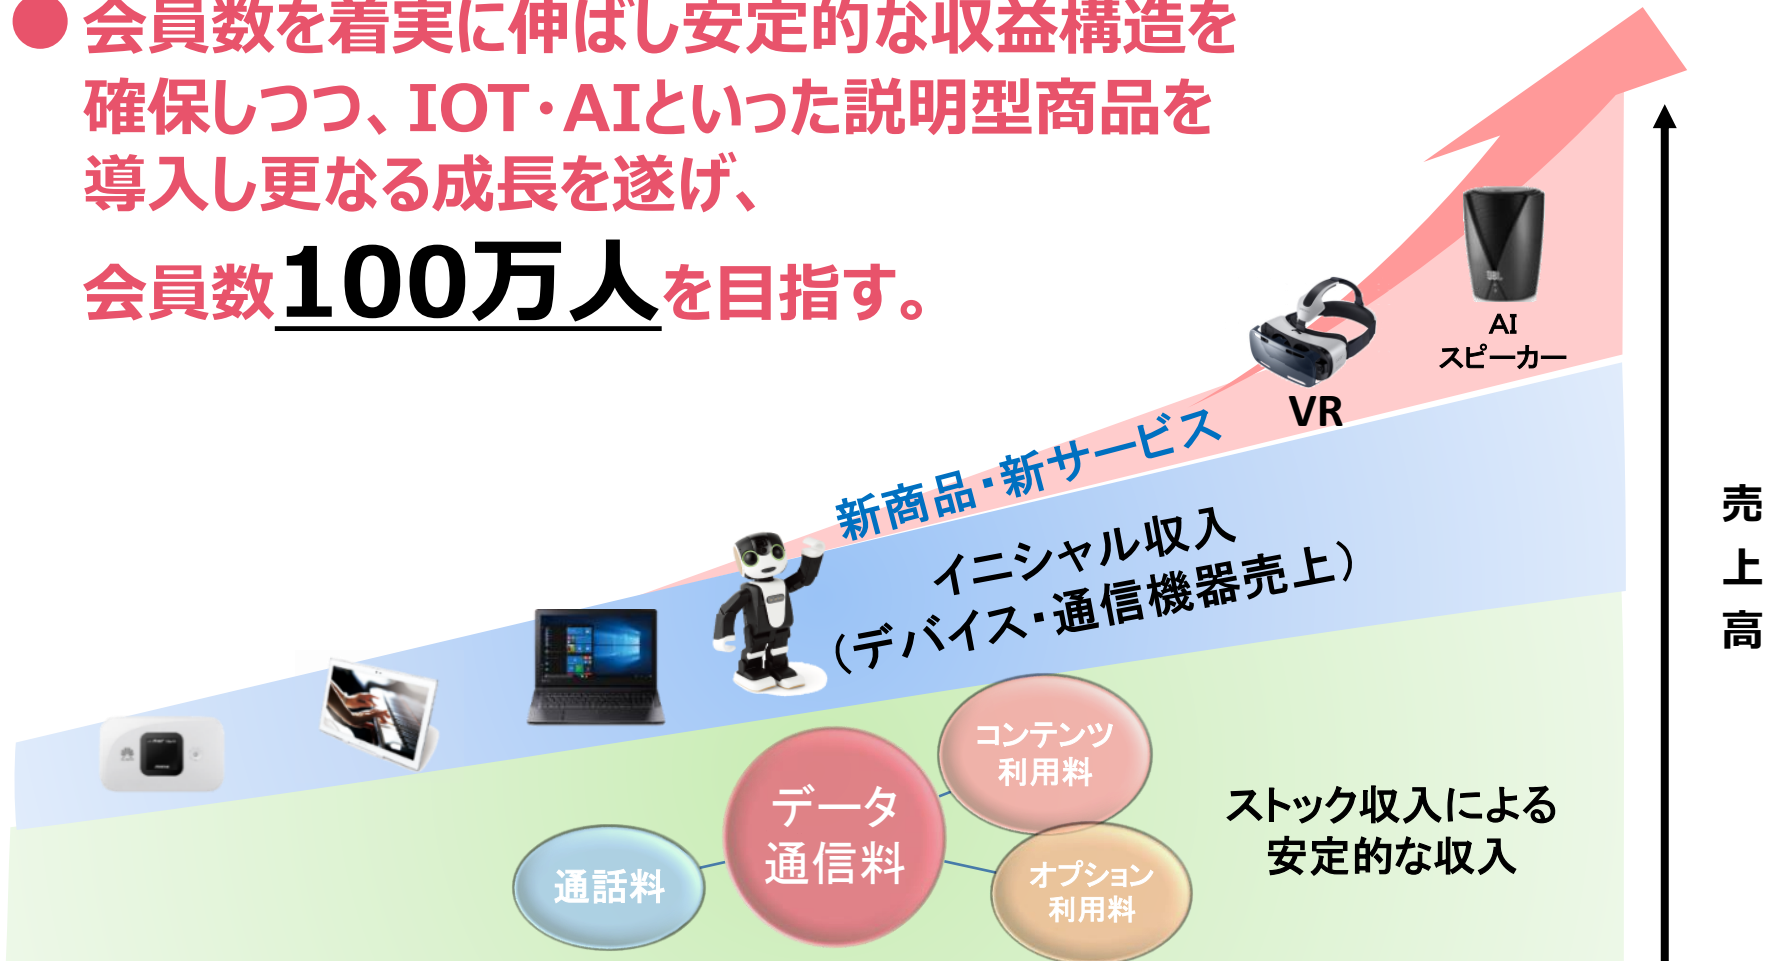 ● 会員数を着実に伸ばし安定的な収益構造を
確保しつつ、IOT・AIといった説明型商品を
導入し更なる成長を遂げ、
会員数100万人を目指す。
AI
スピーカー
VR
新商品・新サービス
イニシャル収入
（デバイス・通信機器売上）
売上高
コンテンツ
利用料
データ
通信料
通話料
オプション
利用料
ストック収入による
安定的な収入